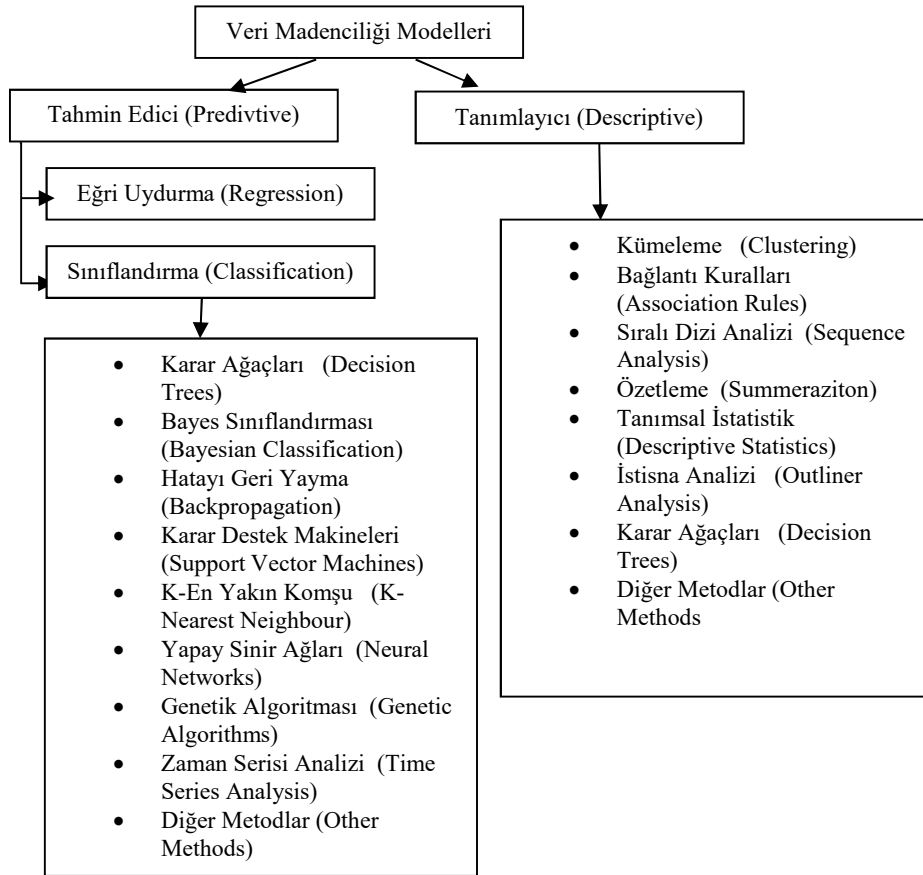 Veri Madenciliği Modelleri
Tahmin Edici (Predivtive)
Tanımlayıcı (Descriptive)
Eğri Uydurma (Regression)
Sınıflandırma (Classification)
• Karar Ağaçları (Decision
Trees)
• Bayes Sınıflandırması
(Bayesian Classification)
• Hatayı Geri Yayma
(Backpropagation)
• Karar Destek Makineleri
(Support Vector Machines)
• K-En Yakın Komşu (K-
Nearest Neighbour)
• Yapay Sinir Ağları (Neural
Networks)
• Genetik Algoritması (Genetic
Algorithms)
• Zaman Serisi Analizi (Time
Series Analysis)
• Diğer Metodlar (Other
Methods)
• Kümeleme (Clustering)
• Bağlantı Kuralları
(Association Rules)
• Sıralı Dizi Analizi (Sequence
Analysis)
• Özetleme (Summeraziton)
• Tanımsal İstatistik
(Descriptive Statistics)
• İstisna Analizi (Outliner
Analysis)
• Karar Ağaçları (Decision
Trees)
• Diğer Metodlar (Other
Methods